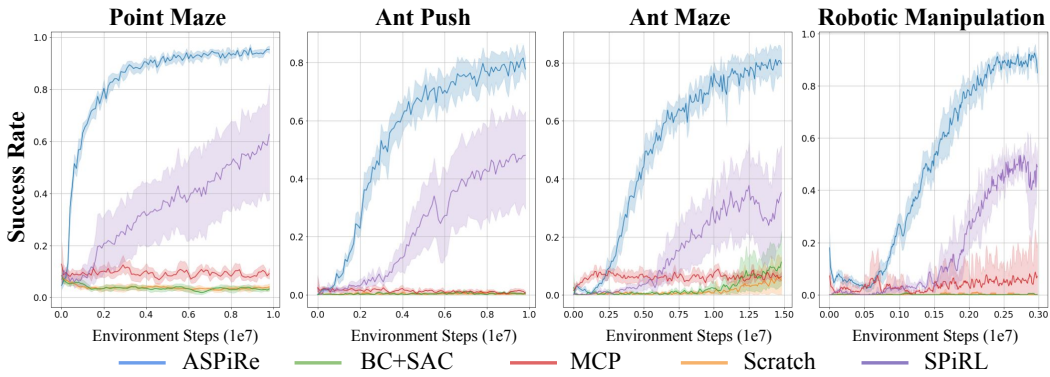 Point Maze
Ant Push
Ant Maze
Robotic Manipulation
Success Rate
1.0
0.8
0.6
0.4
0.2
0.0
0.0 0.2 0.4 0.6 0.8 1.0
Environment Steps (1e7)
0.8
0.6
0.4
0.2
0.0
0.0 0.2 0.4 0.6 0.8 1.0
Environment Steps (1e7)
0.8
0.6
0.4
0.2
0.0
0.00 0.25 0.50 0.75 1.00 1.25 1.50
Environment Steps (1e7)
1.0
0.8
0.6
0.4
0.2
0.0
0.00 0.05 0.10 0.15 0.20 0.25 0.30
Environment Steps (1e7)
ASPiRe BC+SAC MCP Scratch SPiRL